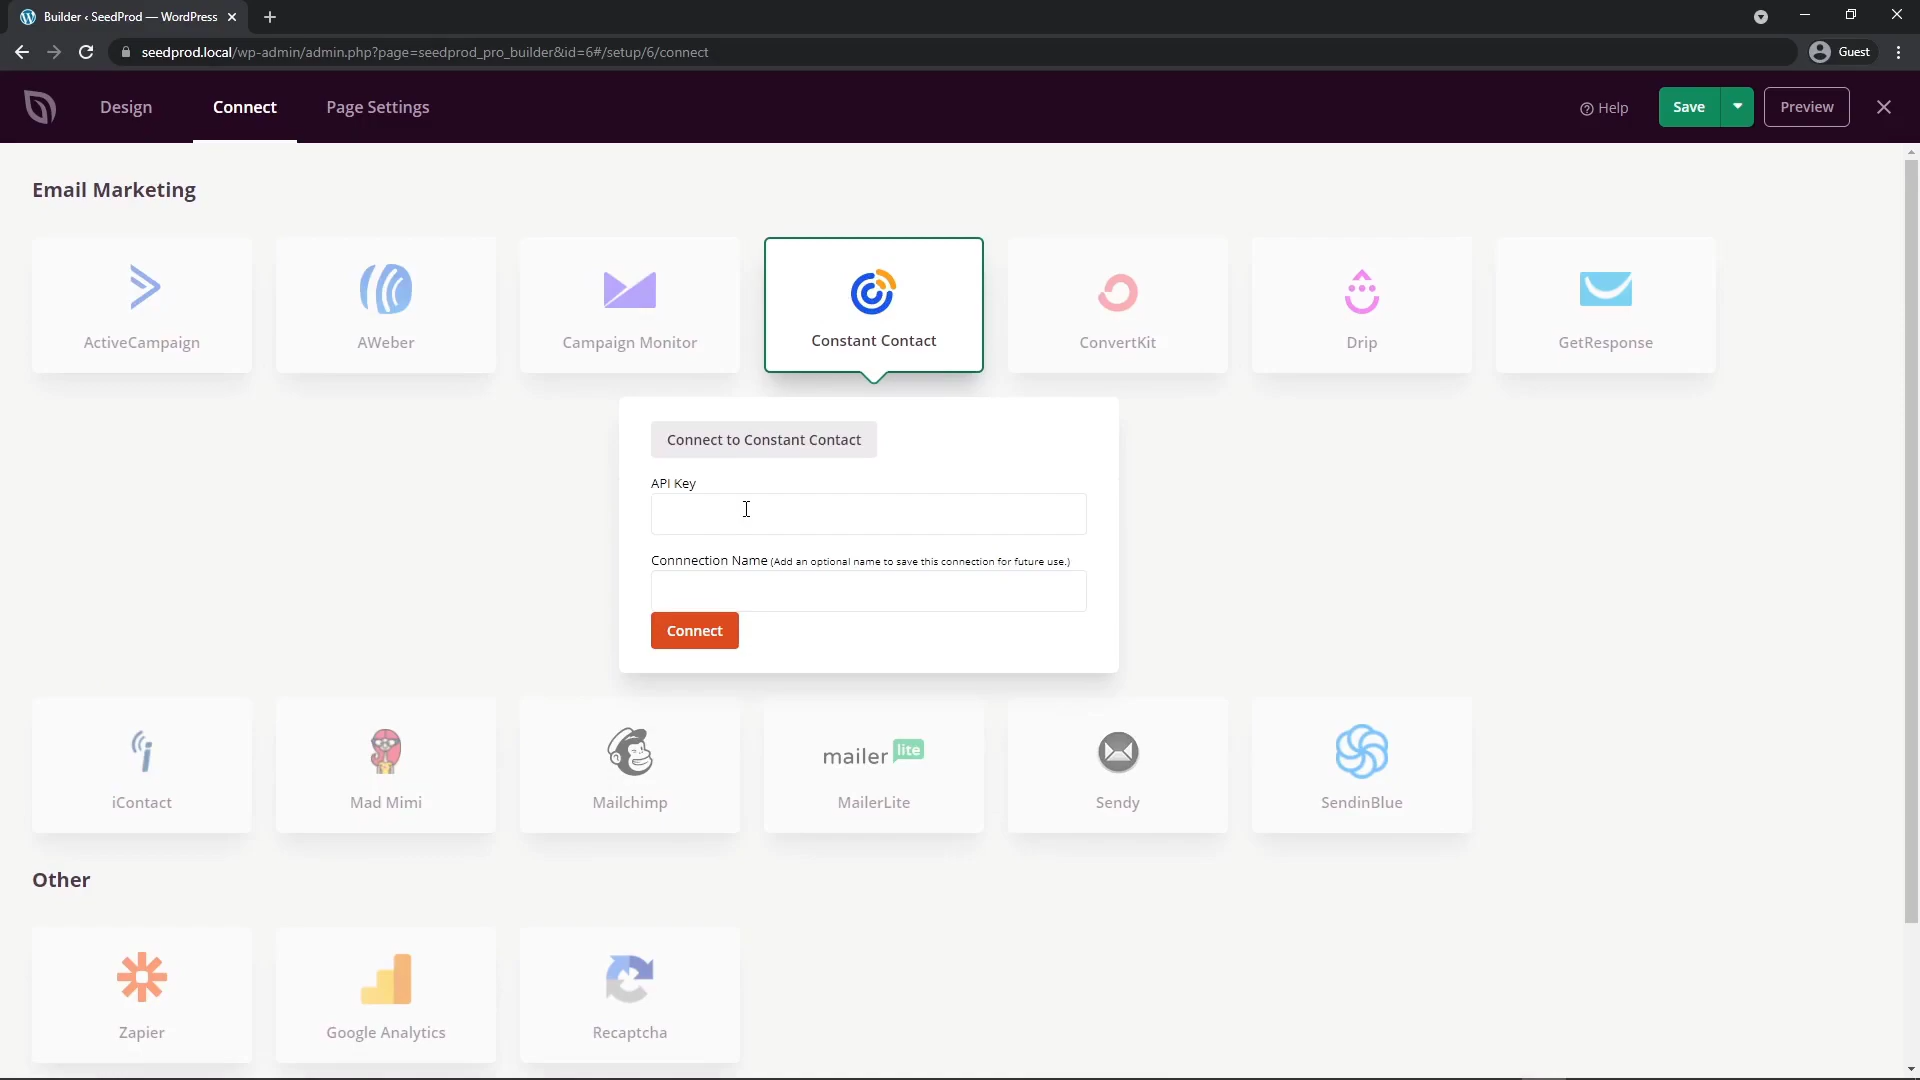 Builder ‹ SeedProd — WordPress
seedprod.local/wp-admin/admin.php?page=seedprod_pro_builder&id=6#/setup/6/connect
Guest
Design
Connect
Page Settings
Help
Save
Preview
Email Marketing
ActiveCampaign
AWeber
Campaign Monitor
Constant Contact
ConvertKit
Drip
GetResponse
Connect to Constant Contact
API Key
Connnection Name (Add an optional name to save this connection for future use.)
Connect
mailer lite
iContact
Mad Mimi
Mailchimp
MailerLite
Sendy
SendinBlue
Other
Zapier
Google Analytics
Recaptcha